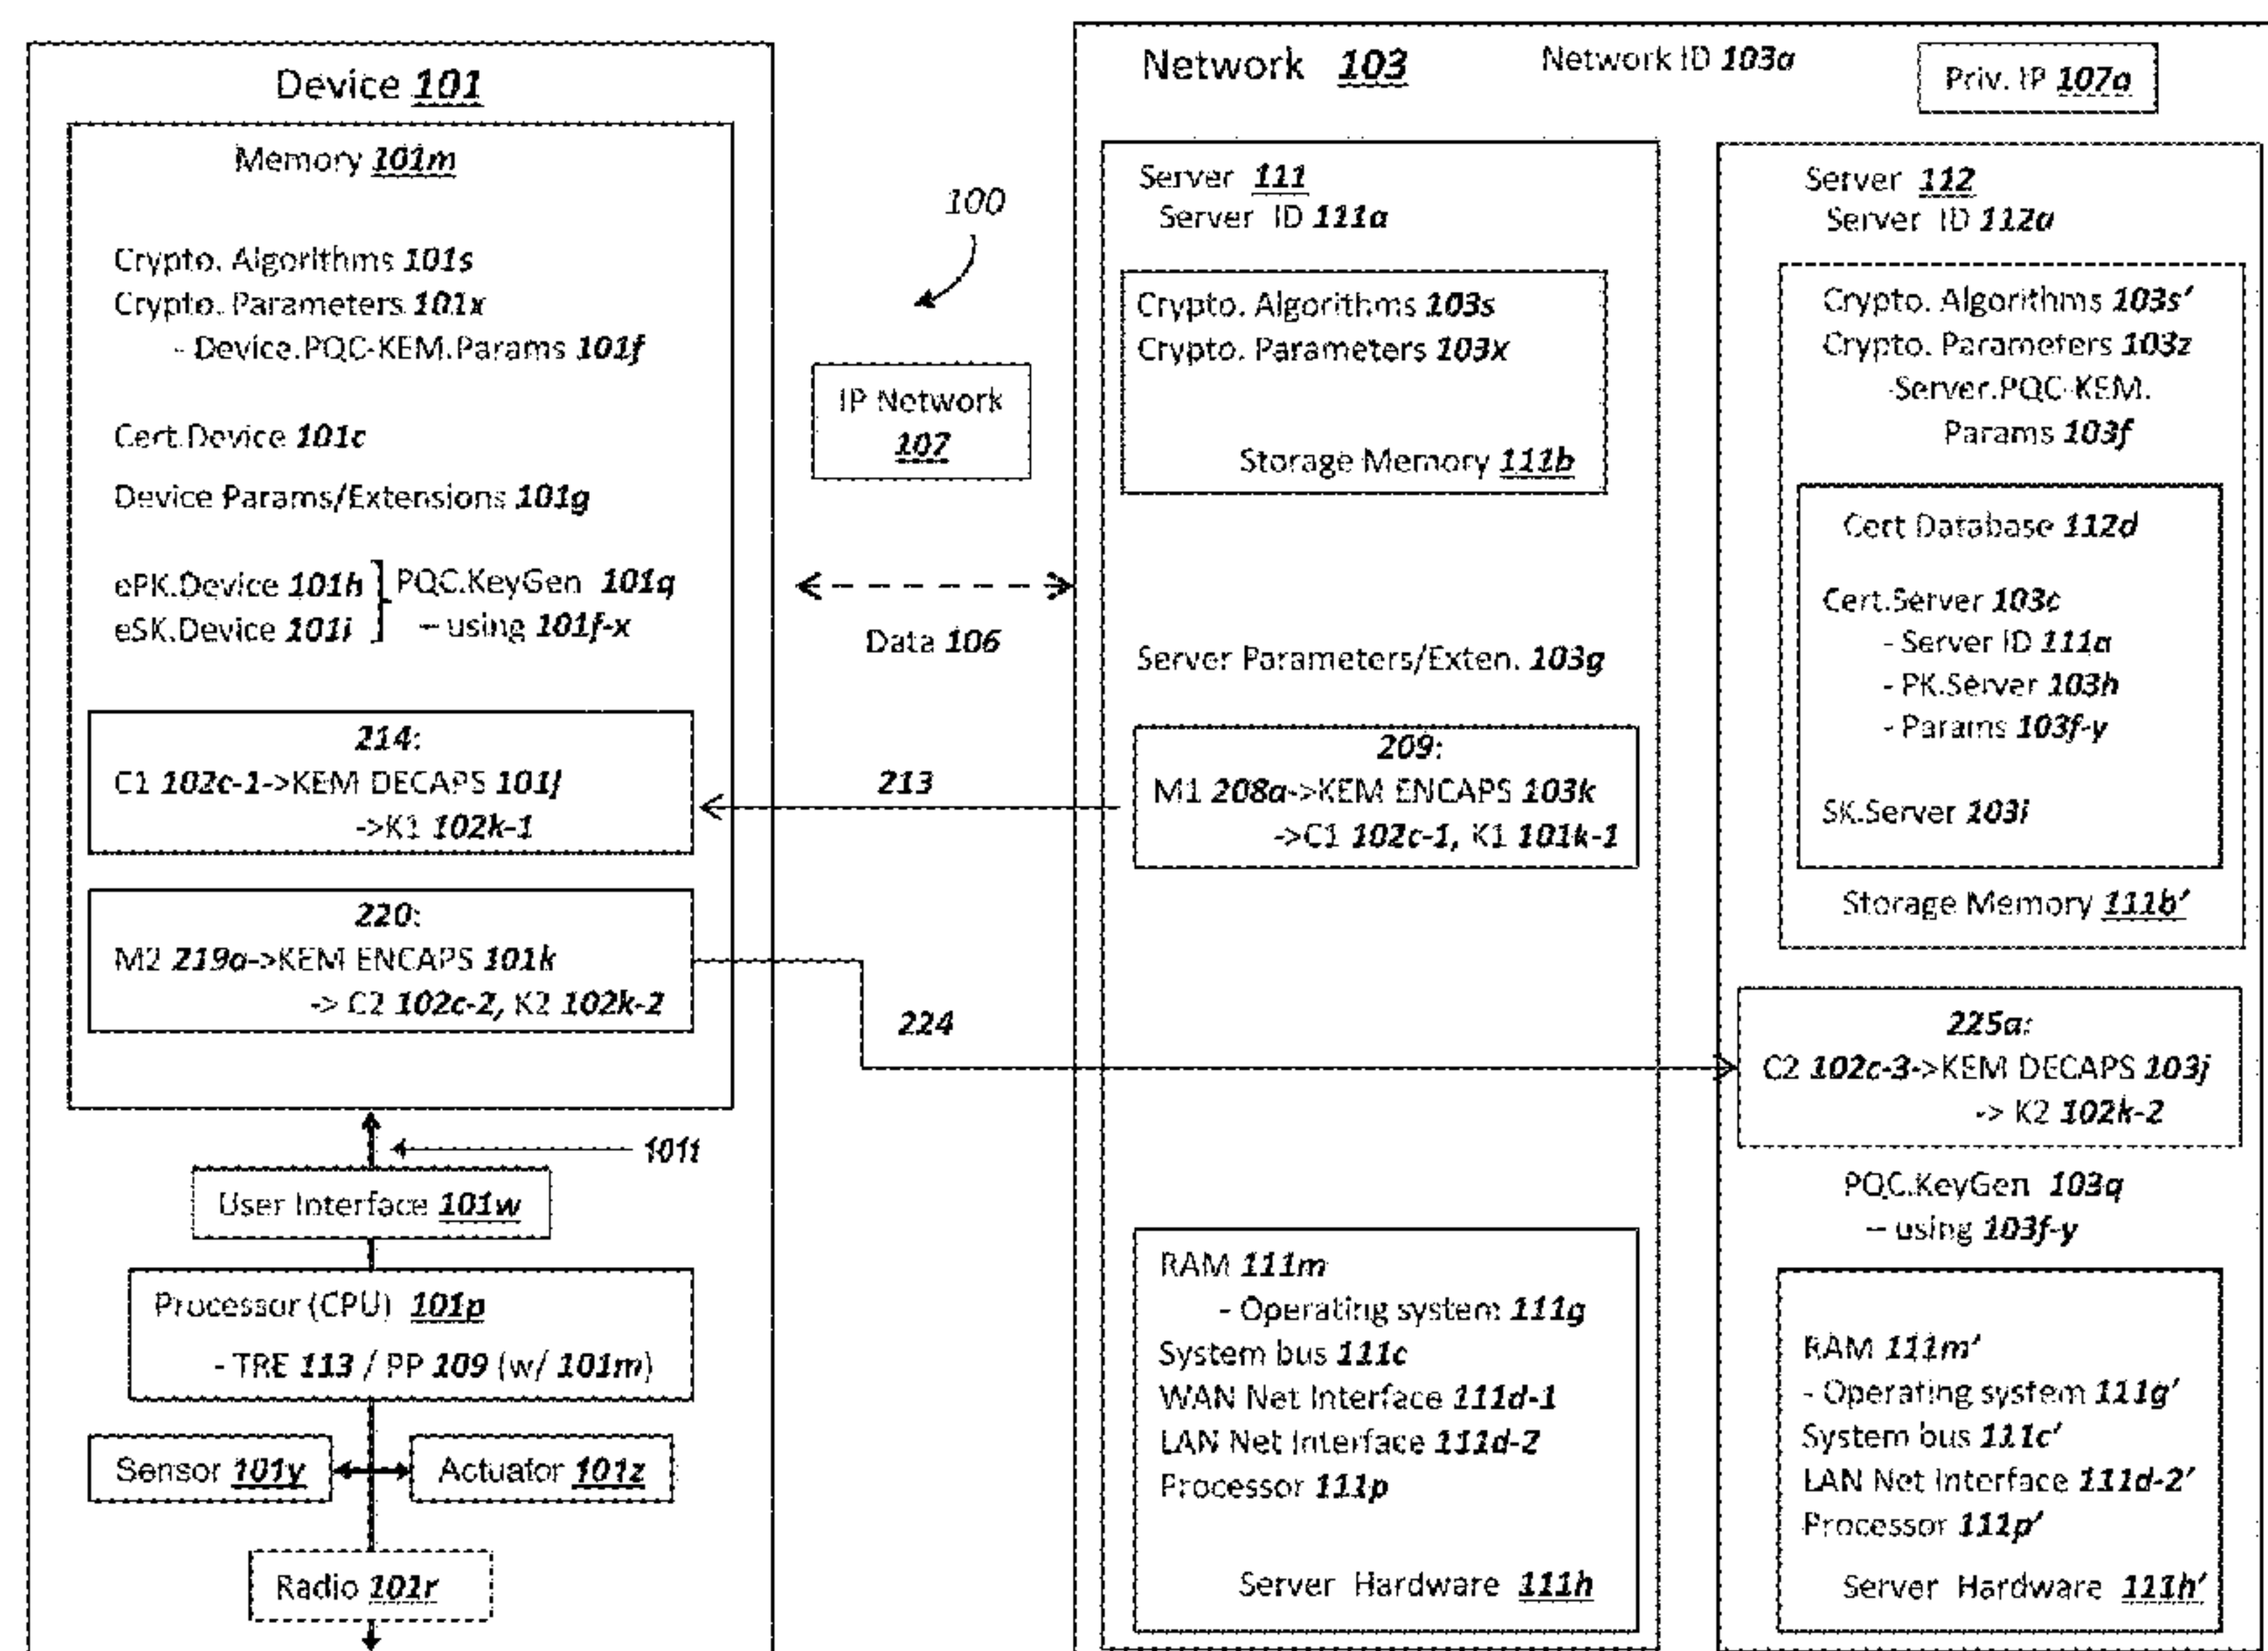 Device 101
Memory 101m
Crypto. Algorithms 101s
Crypto. Parameters 101x
- Device.PQC-KEM.Params 101f
Cert.Device 101c
Device Params/Extensions 101g
ePK.Device 101h
eSK.Device 101i
PQC.KeyGen 101q
– using 101f-x
214:
C1 102c-1->KEM DECAPS 101j
->K1 102k-1
220:
M2 219a->KEM ENCAPS 101k
-> C2 102c-2, K2 102k-2
101t
User Interface 101w
Processor (CPU) 101p
- TRE 113 / PP 109 (w/ 101m)
Sensor 101y
Actuator 101z
Radio 101r
100
IP Network
107
Data 106
213
224
Network 103
Network ID 103a
Priv. IP 107a
Server 111
Server ID 111a
Crypto. Algorithms 103s
Crypto. Parameters 103x
Storage Memory 111b
Server Parameters/Exten. 103g
209:
M1 208a->KEM ENCAPS 103k
->C1 102c-1, K1 101k-1
RAM 111m
- Operating system 111g
System bus 111c
WAN Net Interface 111d-1
LAN Net Interface 111d-2
Processor 111p
Server Hardware 111h
Server 112
Server ID 112a
Crypto. Algorithms 103s'
Crypto. Parameters 103z
-Server.PQC-KEM.
Params 103f
Cert Database 112d
Cert.Server 103c
- Server ID 111a
- PK.Server 103h
- Params 103f-y
SK.Server 103i
Storage Memory 111b'
225a:
C2 102c-3->KEM DECAPS 103j
-> K2 102k-2
PQC.KeyGen 103q
– using 103f-y
RAM 111m'
- Operating system 111g'
System bus 111c'
LAN Net Interface 111d-2'
Processor 111p'
Server Hardware 111h'